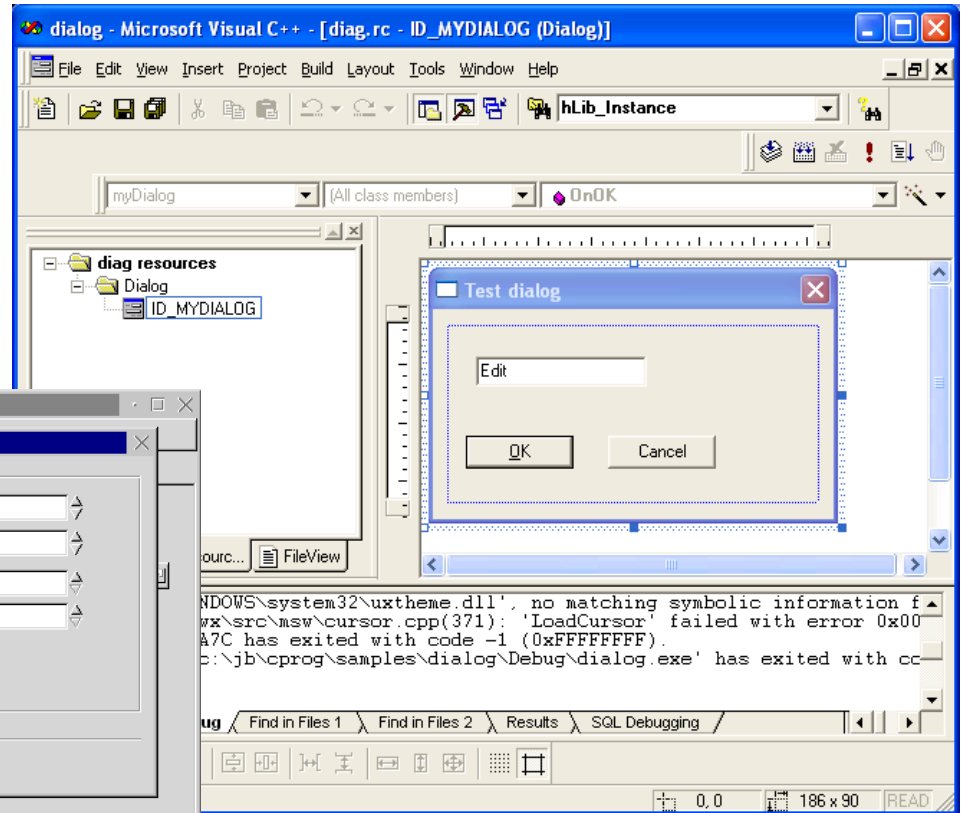 dialog - Microsoft Visual C++ - [diag.rc - ID_MYDIALOG (Dialog)]
File Edit View Insert Project Build Layout Tools Window Help
hLib_Instance
myDialog (All class members) OnOK
diag resources
Dialog
ID_MYDIALOG
Test dialog
Edit
OK Cancel
ourc... FileView
NDOWS\system32\uxtheme.dll', no matching symbolic information f
wx\src\msw\cursor.cpp(371): 'LoadCursor' failed with error 0x00
A7C has exited with code -1 (0xFFFFFFFF).
c:\jb\cprog\samples\dialog\Debug\dialog.exe' has exited with co
ug Find in Files 1 Find in Files 2 Results SQL Debugging
0, 0 186 x 90 READ